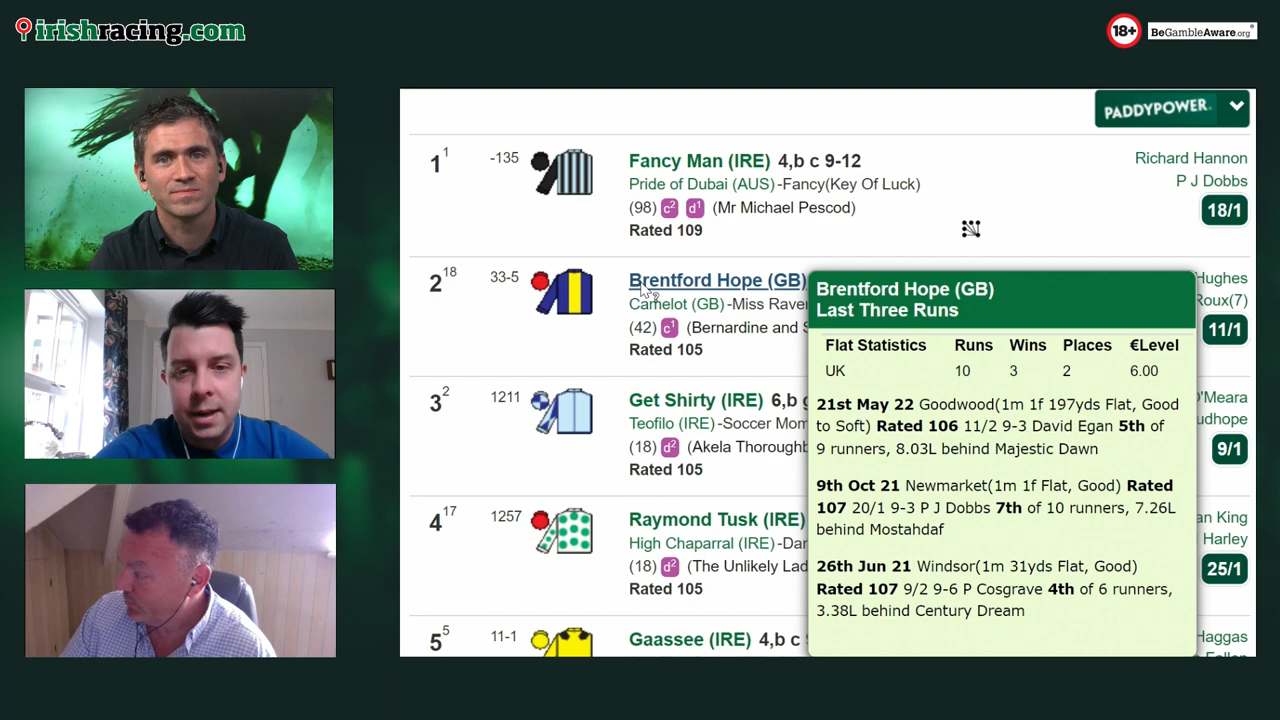 irishracing.com
18+
BeGambleAware.org®
PADDYPOWER.
1 1 -135 Fancy Man (IRE) 4,b c 9-12 Richard Hannon
Pride of Dubai (AUS) -Fancy(Key Of Luck) P J Dobbs
(98) c2 d1 (Mr Michael Pescod) 18/1
Rated 109
2 18 33-5 Brentford Hope (GB) Hughes
Camelot (GB) -Miss Raven Roux(7)
(42) c1 (Bernardine and S 11/1
Rated 105
Brentford Hope (GB)
Last Three Runs
Flat Statistics Runs Wins Places €Level
UK 10 3 2 6.00
21st May 22 Goodwood(1m 1f 197yds Flat, Good
to Soft) Rated 106 11/2 9-3 David Egan 5th of
9 runners, 8.03L behind Majestic Dawn
9th Oct 21 Newmarket(1m 1f Flat, Good) Rated
107 20/1 9-3 P J Dobbs 7th of 10 runners, 7.26L
behind Mostahdaf
26th Jun 21 Windsor(1m 31yds Flat, Good)
Rated 107 9/2 9-6 P Cosgrave 4th of 6 runners,
3.38L behind Century Dream
3 2 1211 Get Shirty (IRE) 6,b g O'Meara
Teofilo (IRE) -Soccer Mom udhope
(18) d2 (Akela Thoroughb 9/1
Rated 105
4 17 1257 Raymond Tusk (IRE) an King
High Chaparral (IRE) -Dan Harley
(18) d2 (The Unlikely Lad 25/1
Rated 105
5 5 11-1 Gaassee (IRE) 4,b c Haggas